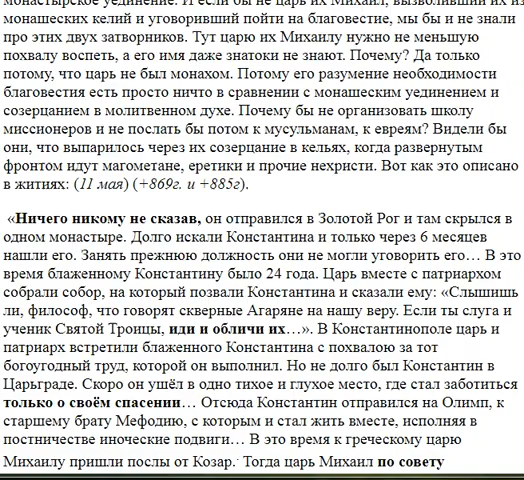 монастырское уединение. И если бы не царь их Михаил, вызволивший их из
монашеских келий и уговоривший пойти на благовестие, мы бы и не знали
про этих двух затворников. Тут царю их Михаилу нужно не меньшую
похвалу воспеть, а его имя даже знатоки не знают. Почему? Да только
потому, что царь не был монахом. Потому его разумение необходимости
благовестия есть просто ничто в сравнении с монашеским уединением и
созерцанием в молитвенном духе. Почему бы не организовать школу
миссионеров и не послать бы потом к мусульманам, к евреям? Видели бы
они, что выпарилось через их созерцание в кельях, когда развернутым
фронтом идут магометане, еретики и прочие нехристи. Вот как это описано
в житиях: (11 мая) (+869г. и +885г).
«Ничего никому не сказав, он отправился в Золотой Рог и там скрылся в
одном монастыре. Долго искали Константина и только через 6 месяцев
нашли его. Занять прежнюю должность они не могли уговорить его… В это
время блаженному Константину было 24 года. Царь вместе с патриархом
собрали собор, на который позвали Константина и сказали ему: «Слышишь
ли, философ, что говорят скверные Агаряне на нашу веру. Если ты слуга и
ученик Святой Троицы, иди и обличи их…». В Константинополе царь и
патриарх встретили блаженного Константина с похвалою за тот
богоугодный труд, которой он выполнил. Но не долго был Константин в
Царьграде. Скоро он ушёл в одно тихое и глухое место, где стал заботиться
только о своём спасении… Отсюда Константин отправился на Олимп, к
старшему брату Мефодию, с которым и стал жить вместе, исполняя в
постничестве иноческие подвиги… В это время к греческому царю
Михаилу пришли послы от Козар. Тогда царь Михаил по совету